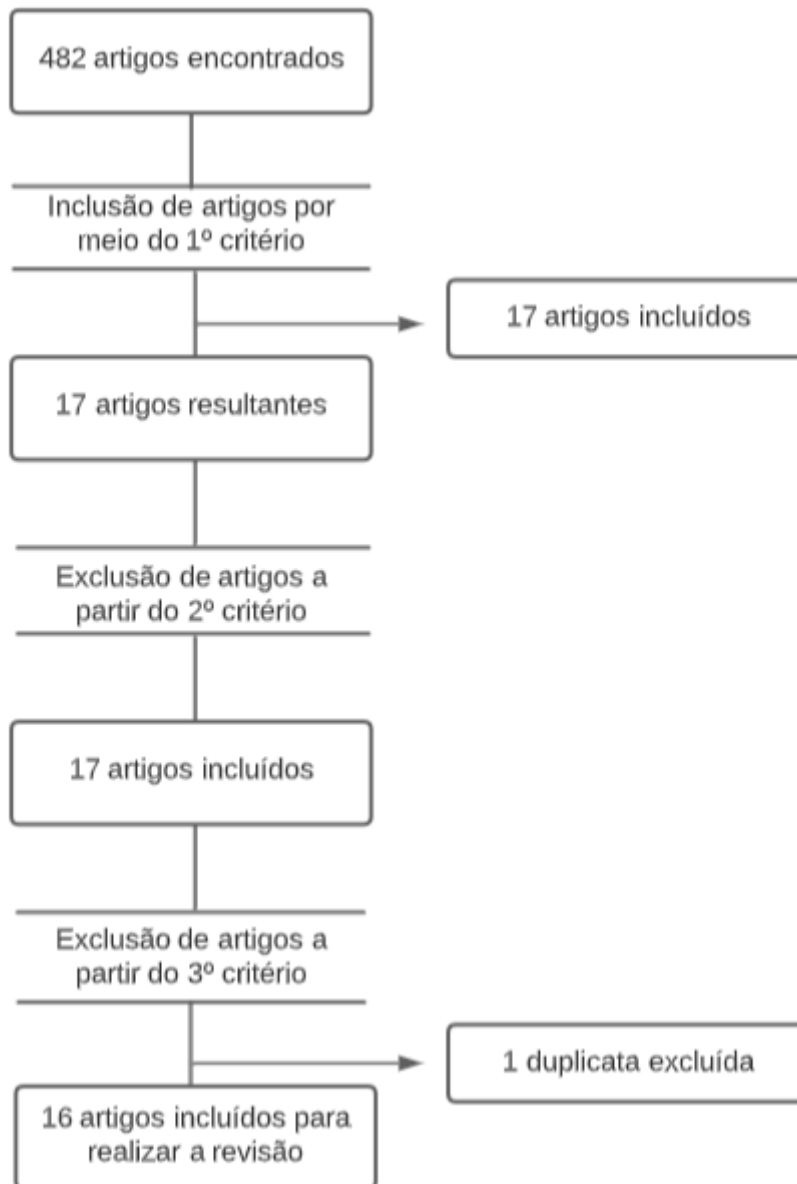 482 artigos encontrados
Inclusão de artigos por
meio do 1º critério
17 artigos incluídos
17 artigos resultantes
Exclusão de artigos a
partir do 2º critério
17 artigos incluídos
Exclusão de artigos a
partir do 3º critério
1 duplicata excluída
16 artigos incluídos para
realizar a revisão